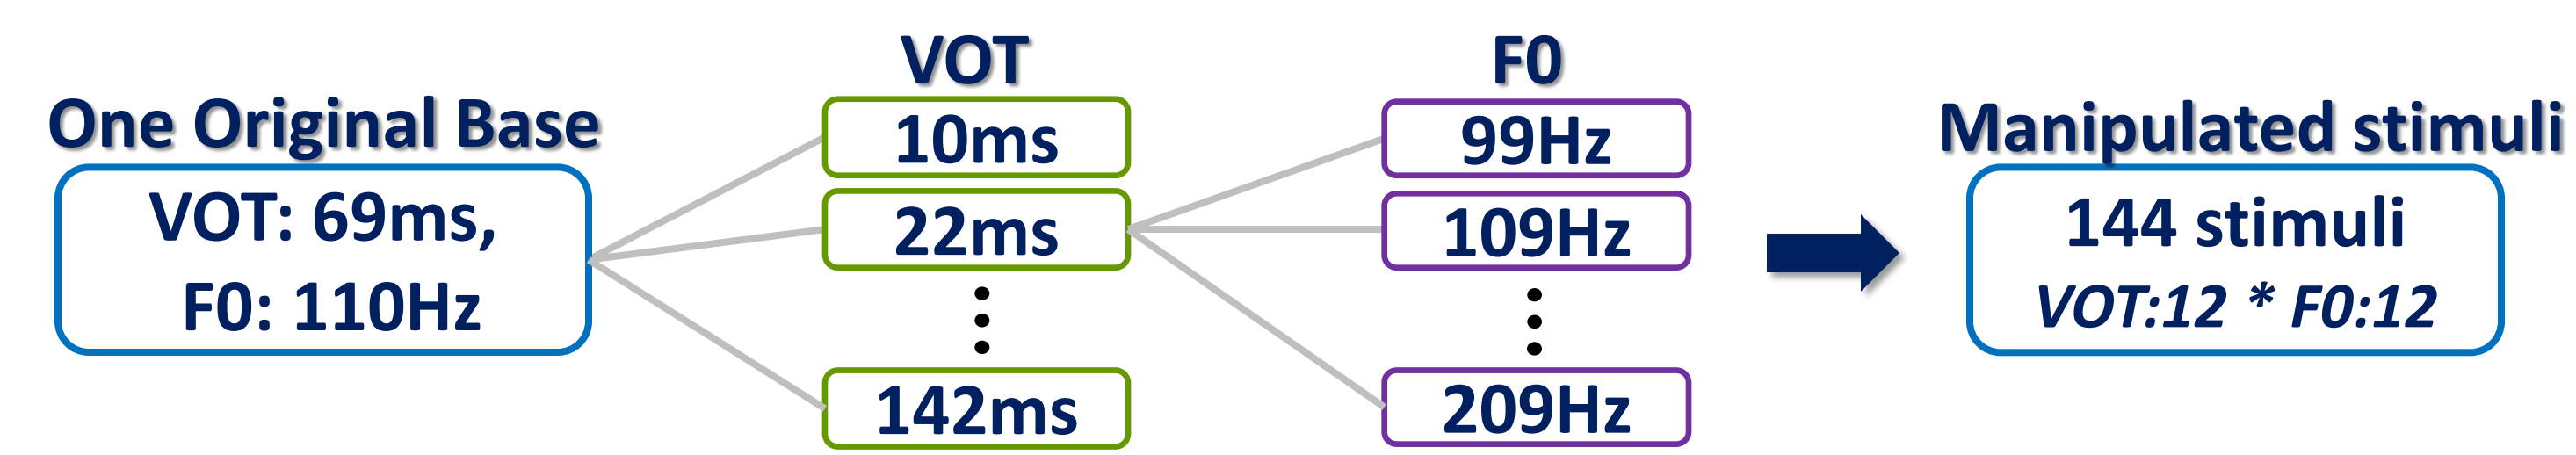 One Original Base
VOT: 69ms,
F0: 110Hz
VOT
10ms
22ms
142ms
F0
99Hz
109Hz
209Hz
Manipulated stimuli
144 stimuli
VOT:12 * F0:12